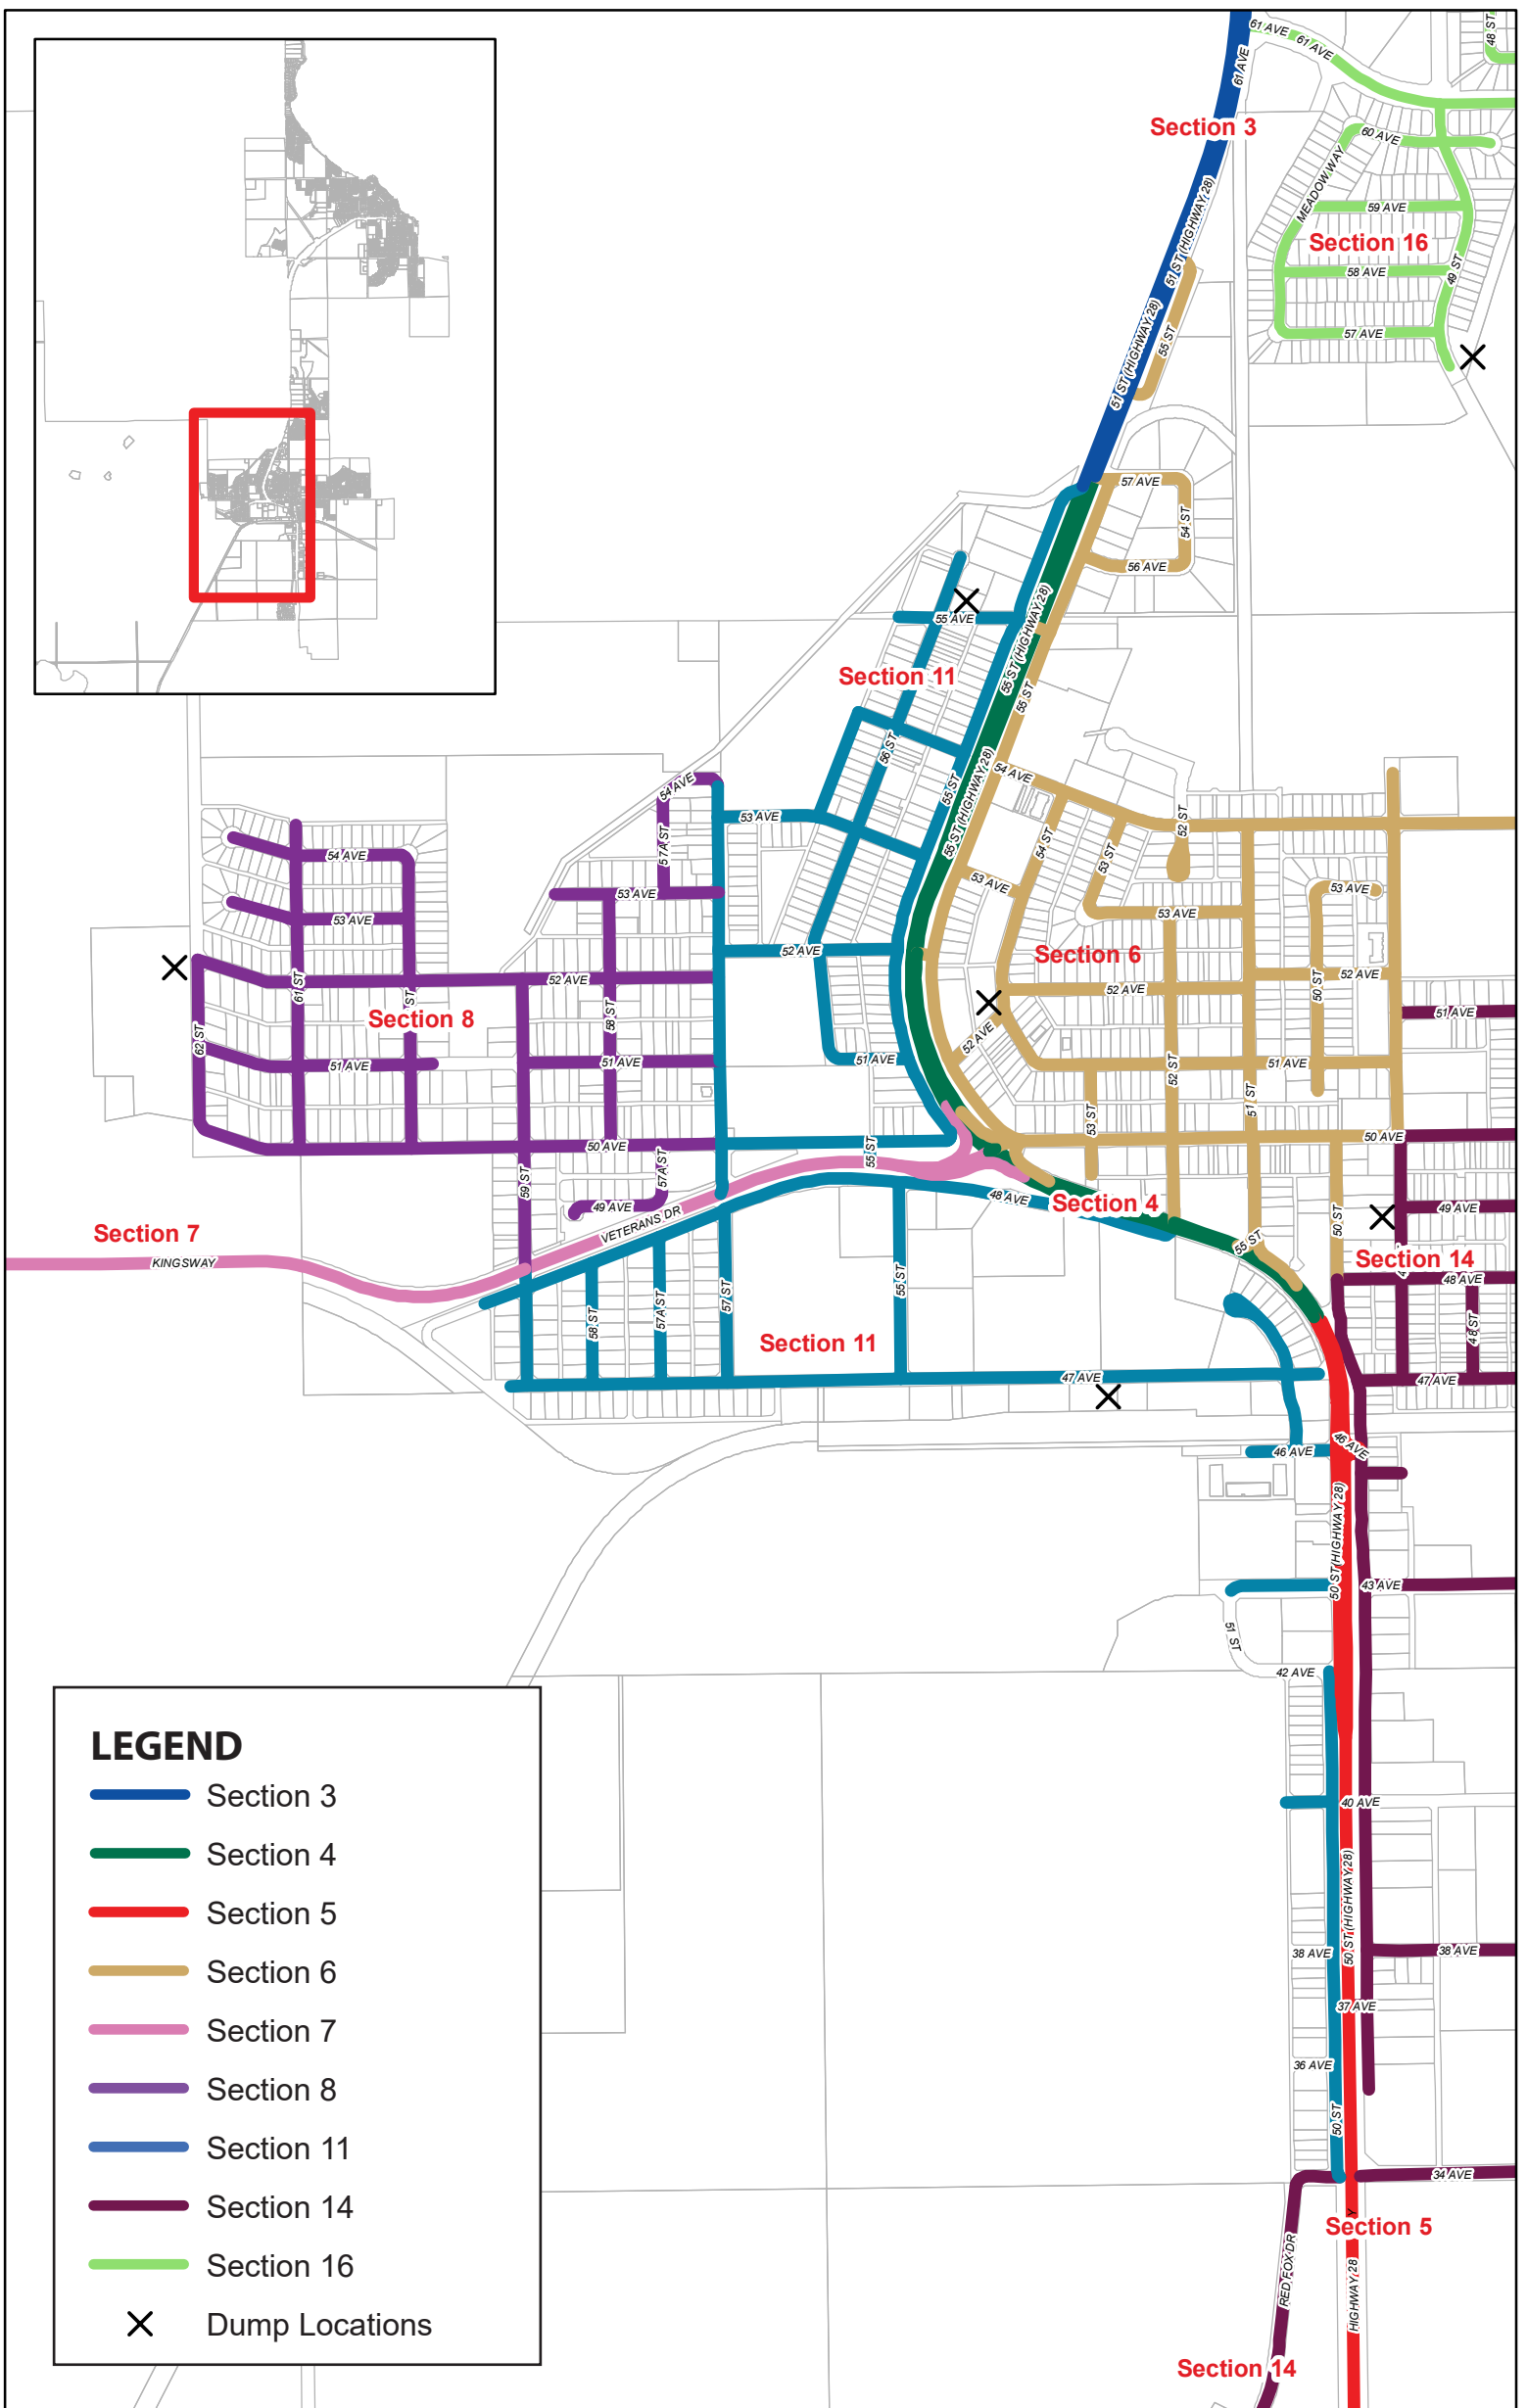 61 AVE
61 AVE
48 ST
61 AVE
Section 3
60 AVE
MEADOW WAY
51 ST (HIGHWAY 28)
59 AVE
Section 16
58 AVE
49 ST
51 ST (HIGHWAY 28)
55 ST
57 AVE
57 AVE
54 ST
56 AVE
55 AVE
55 ST (HIGHWAY 28)
Section 11
55 ST
56 ST
54 AVE
54 AVE
55 ST
55 ST (HIGHWAY 28)
53 AVE
52 ST
54 ST
57A ST
53 ST
54 AVE
53 AVE
53 AVE
53 AVE
53 AVE
53 AVE
52 AVE
Section 6
52 AVE
61 ST
52 AVE
50 ST
52 AVE
ST
58 ST
52 AVE
51 AVE
Section 8
62 ST
52 AVE
51 AVE
51 AVE
51 AVE
51 AVE
52 ST
51 ST
53 ST
50 AVE
50 AVE
55 ST
57A ST
59 ST
49 AVE
48 AVE
Section 4
49 AVE
50 ST
VETERANS DR
Section 7
KINGSWAY
55 ST
Section 14
48 AVE
57 ST
55 ST
58 ST
57A ST
48 ST
Section 11
47 AVE
47 AVE
46 AVE
46 AVE
50 ST (HIGHWAY 28)
43 AVE
51 ST
42 AVE
40 AVE
50 ST (HIGHWAY 28)
38 AVE
38 AVE
37 AVE
36 AVE
50 ST
34 AVE
Y
Section 5
RED FOX DR
HIGHWAY 28
Section 14
LEGEND
Section 3
Section 4
Section 5
Section 6
Section 7
Section 8
Section 11
Section 14
Section 16
Dump Locations